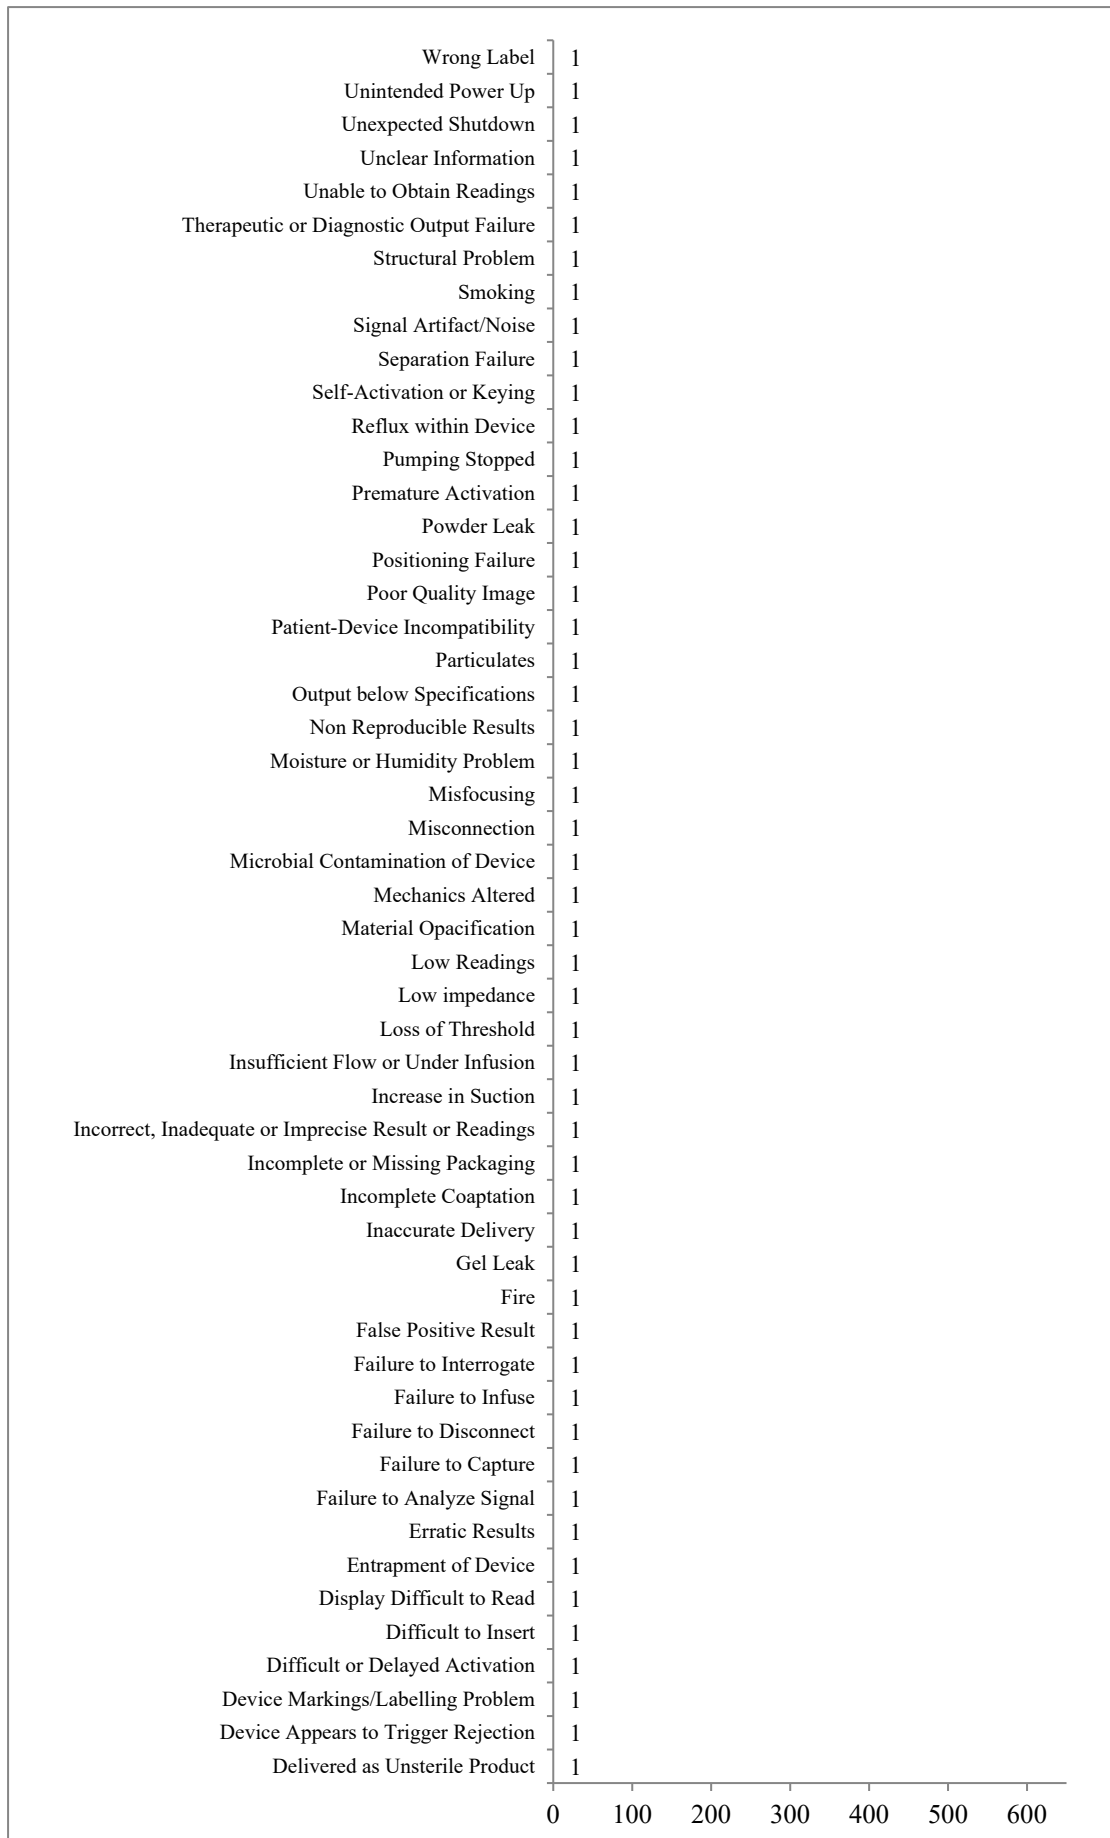 Wrong Label 1
Unintended Power Up 1
Unexpected Shutdown 1
Unclear Information 1
Unable to Obtain Readings 1
Therapeutic or Diagnostic Output Failure 1
Structural Problem 1
Smoking 1
Signal Artifact/Noise 1
Separation Failure 1
Self-Activation or Keying 1
Reflux within Device 1
Pumping Stopped 1
Premature Activation 1
Powder Leak 1
Positioning Failure 1
Poor Quality Image 1
Patient-Device Incompatibility 1
Particulates 1
Output below Specifications 1
Non Reproducible Results 1
Moisture or Humidity Problem 1
Misfocusing 1
Misconnection 1
Microbial Contamination of Device 1
Mechanics Altered 1
Material Opacification 1
Low Readings 1
Low impedance 1
Loss of Threshold 1
Insufficient Flow or Under Infusion 1
Increase in Suction 1
Incorrect, Inadequate or Imprecise Result or Readings 1
Incomplete or Missing Packaging 1
Incomplete Coaptation 1
Inaccurate Delivery 1
Gel Leak 1
Fire 1
False Positive Result 1
Failure to Interrogate 1
Failure to Infuse 1
Failure to Disconnect 1
Failure to Capture 1
Failure to Analyze Signal 1
Erratic Results 1
Entrapment of Device 1
Display Difficult to Read 1
Difficult to Insert 1
Difficult or Delayed Activation 1
Device Markings/Labelling Problem 1
Device Appears to Trigger Rejection 1
Delivered as Unsterile Product 1
0 100 200 300 400 500 600